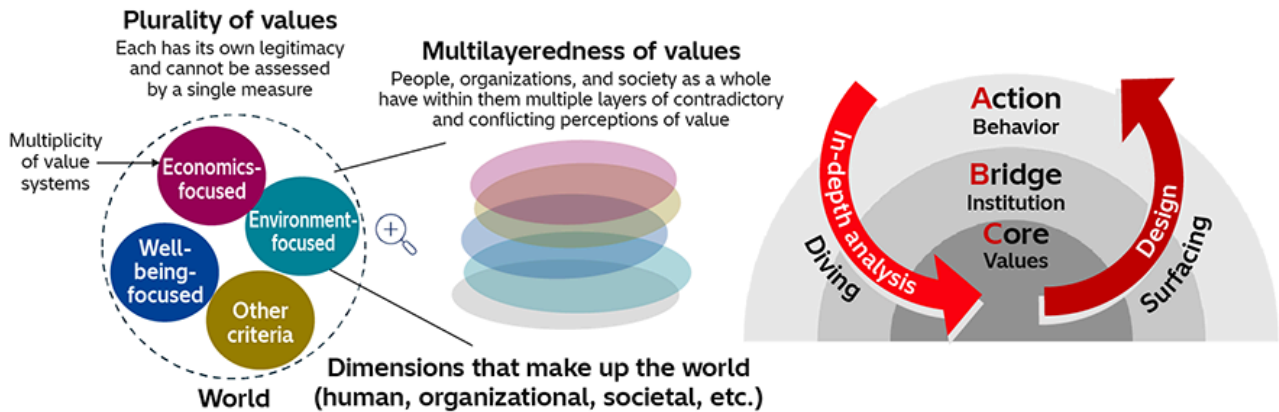 Plurality of values
Each has its own legitimacy
and cannot be assessed
by a single measure
Multiplicity
of value
systems
Economics-
focused
Environment-
focused
Well-
being-
focused
Other
criteria
World
Multilayeredness of values
People, organizations, and society as a whole
have within them multiple layers of contradictory
and conflicting perceptions of value
Dimensions that make up the world
(human, organizational, societal, etc.)
Action
Behavior
Bridge
Institution
Core
Values
In-depth analysis
Diving
Design
Surfacing